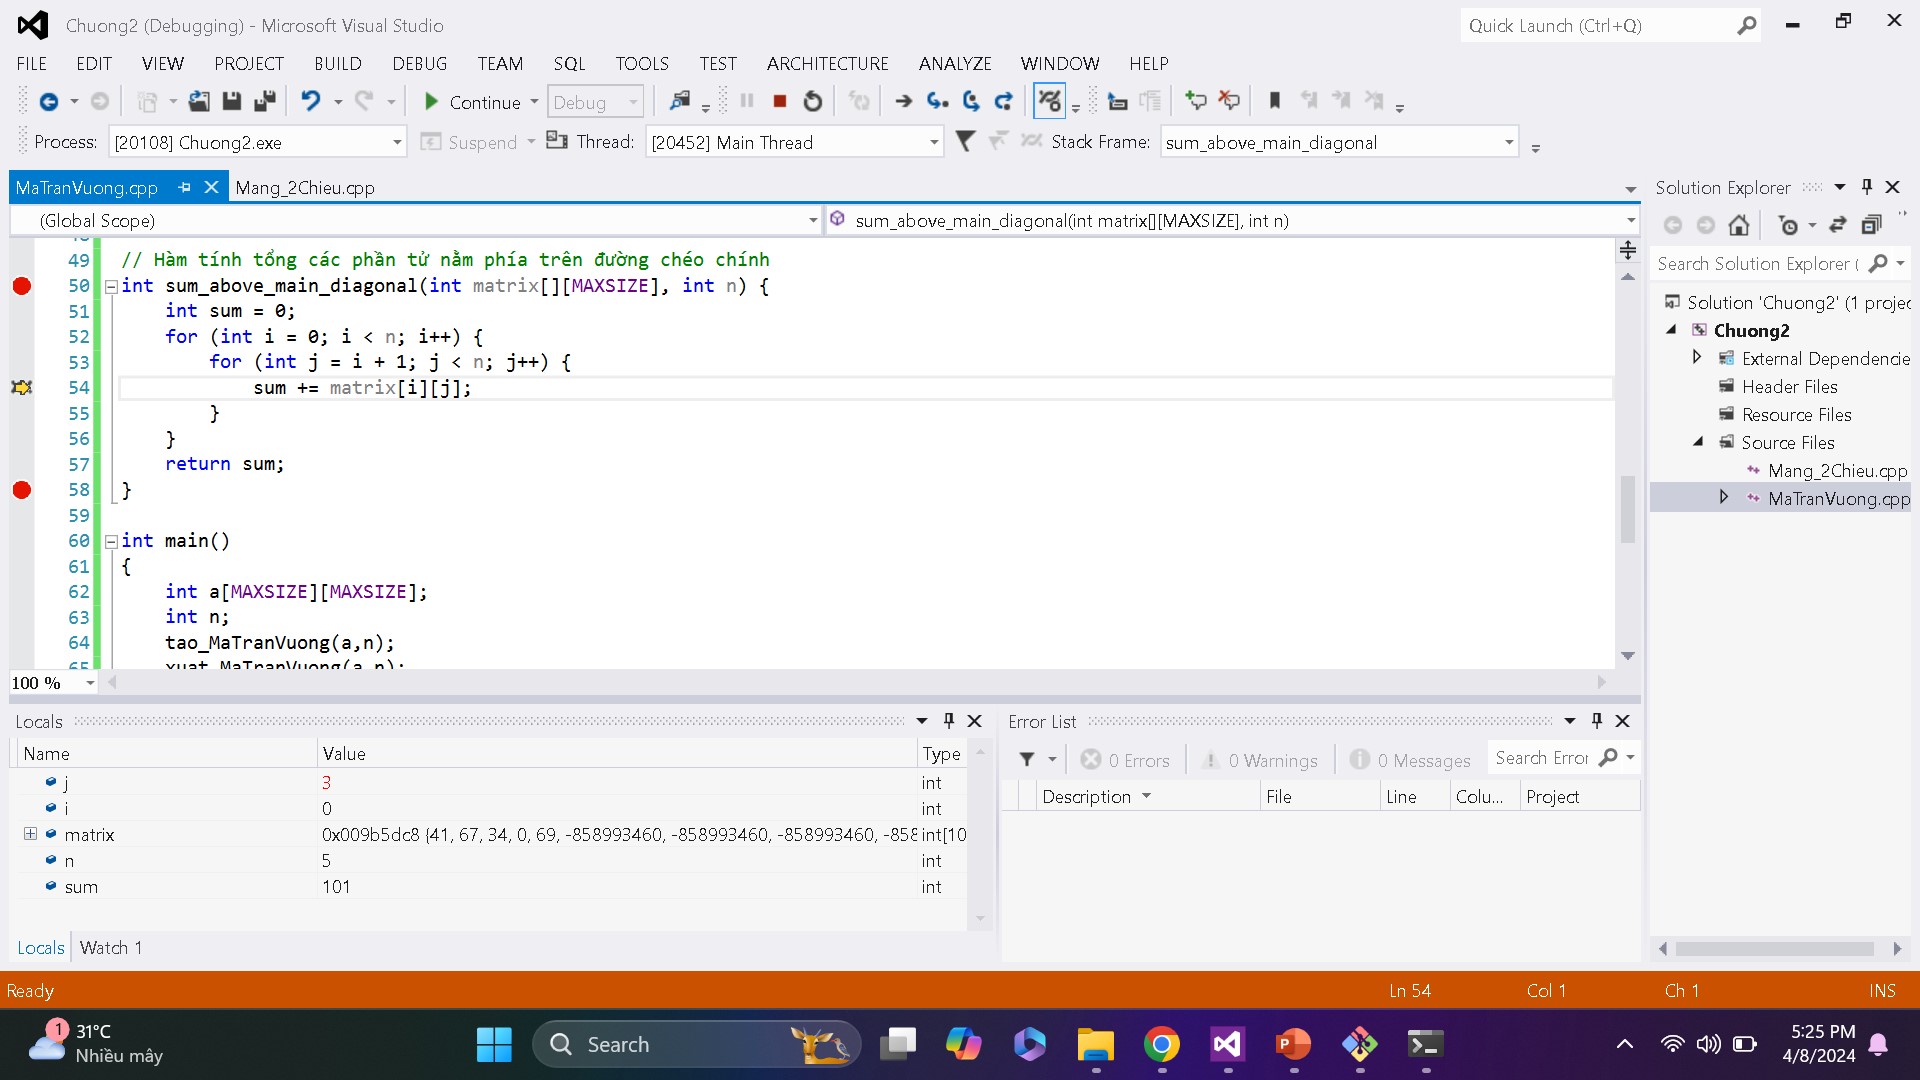 Chuong2 (Debugging) - Microsoft Visual Studio
Quick Launch (Ctrl+Q)
FILE EDIT VIEW PROJECT BUILD DEBUG TEAM SQL TOOLS TEST ARCHITECTURE ANALYZE WINDOW HELP
Continue Debug
Process: [20108] Chuong2.exe Suspend Thread: [20452] Main Thread Stack Frame: sum_above_main_diagonal
MaTranVuong.cpp Mang_2Chieu.cpp
(Global Scope) sum_above_main_diagonal(int matrix[][MAXSIZE], int n)
49 // Hàm tính tổng các phần tử nằm phía trên đường chéo chính
50 int sum_above_main_diagonal(int matrix[][MAXSIZE], int n) {
51 int sum = 0;
52 for (int i = 0; i < n; i++) {
53 for (int j = i + 1; j < n; j++) {
54 sum += matrix[i][j];
55 }
56 }
57 return sum;
58 }
59
60 int main()
61 {
62 int a[MAXSIZE][MAXSIZE];
63 int n;
64 tao_MaTranVuong(a,n);
65 xuat_MaTranVuong(a,n);
100 %
Solution Explorer
Search Solution Explorer (
Solution 'Chuong2' (1 projec
Chuong2
External Dependencie
Header Files
Resource Files
Source Files
Mang_2Chieu.cpp
MaTranVuong.cpp
Locals
Name Value Type
j 3 int
i 0 int
matrix 0x009b5dc8 {41, 67, 34, 0, 69, -858993460, -858993460, -858993460, -858 int[10
n 5 int
sum 101 int
Locals Watch 1
Error List
0 Errors 0 Warnings 0 Messages Search Error
Description File Line Colu... Project
Ready Ln 54 Col 1 Ch 1 INS
1 31°C
Nhiều mây
Search
5:25 PM
4/8/2024